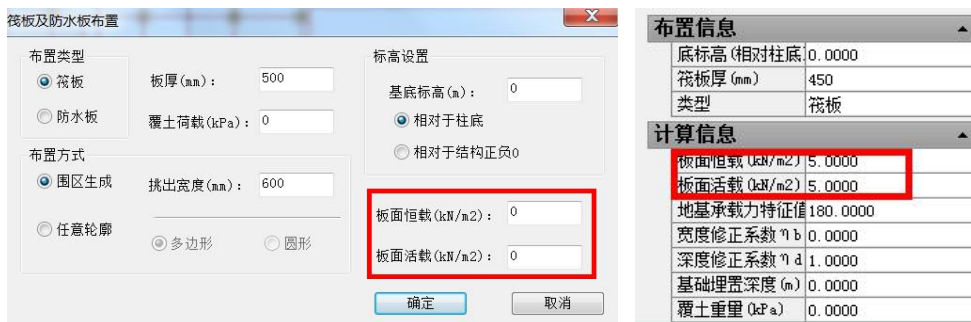 筏板及防水板布置
布置类型
筏板
防水板
板厚(mm)： 500
覆土荷载(kPa)： 0
布置方式
围区生成
任意轮廓
挑出宽度(mm)： 600
多边形 圆形
标高设置
基底标高(m)： 0
相对于柱底
相对于结构正负0
板面恒载(kN/m2)： 0
板面活载(kN/m2)： 0
确定 取消
布置信息
底标高(相对柱底 0.0000
筏板厚(mm) 450
类型 筏板
计算信息
板面恒载(kN/m2) 5.0000
板面活载(kN/m2) 5.0000
地基承载力特征值 180.0000
宽度修正系数ηb 0.0000
深度修正系数ηd 1.0000
基础埋置深度(m) 0.0000
覆土重量(kPa) 0.0000